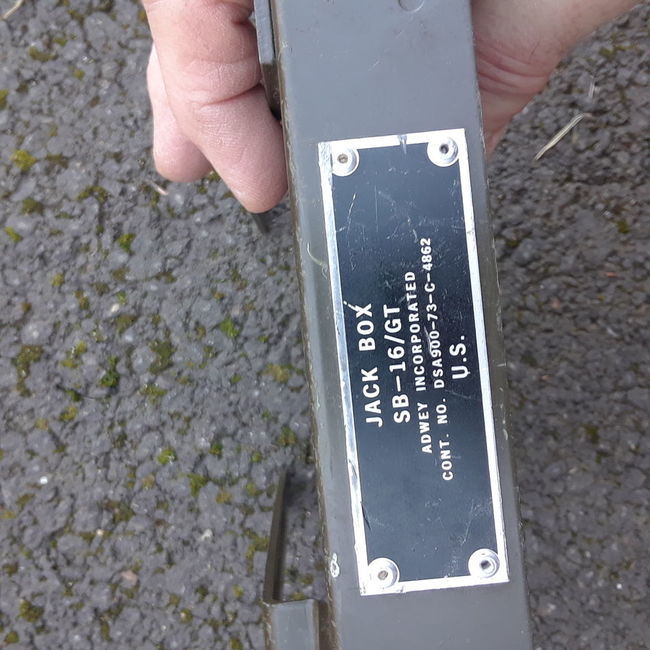 JACK BOX
SB-16/GT
ADWEY INCORPORATED
CONT. NO. DSA900-73-C-4862
U.S.